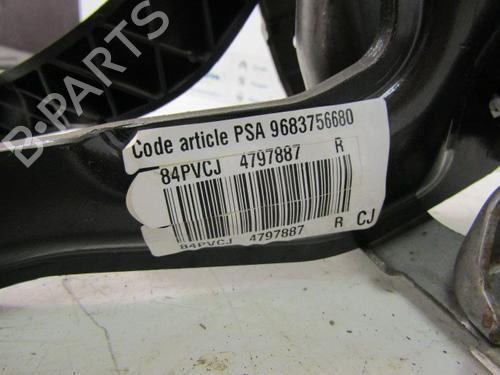 B-PARTS
Code article PSA 9683756680
84PVCJ 4797887 R
84PVCJ 4797887 R CJ